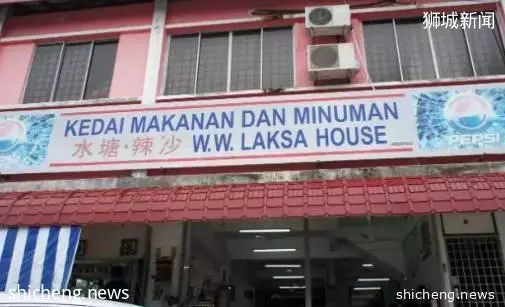 狮城新闻
KEDAI MAKANAN DAN MINUMAN
水塘·辣沙 W.W. LAKSA HOUSE
PEPSI
shicheng.news
shicheng.news